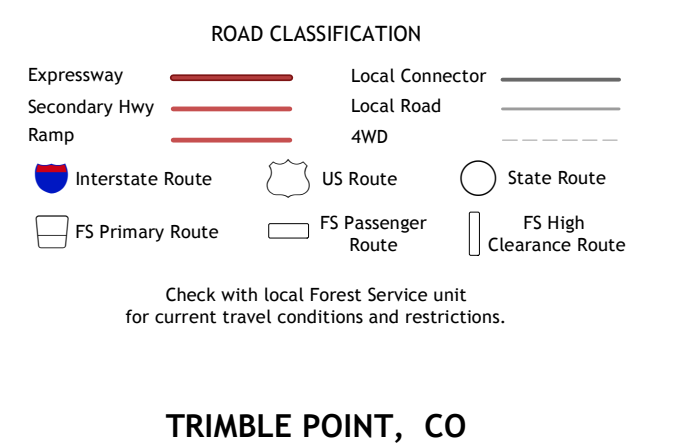 ROAD CLASSIFICATION
Expressway
Local Connector
Secondary Hwy
Local Road
Ramp
4WD
Interstate Route
US Route
State Route
FS Primary Route
FS Passenger
Route
FS High
Clearance Route
Check with local Forest Service unit
for current travel conditions and restrictions.
TRIMBLE POINT, CO